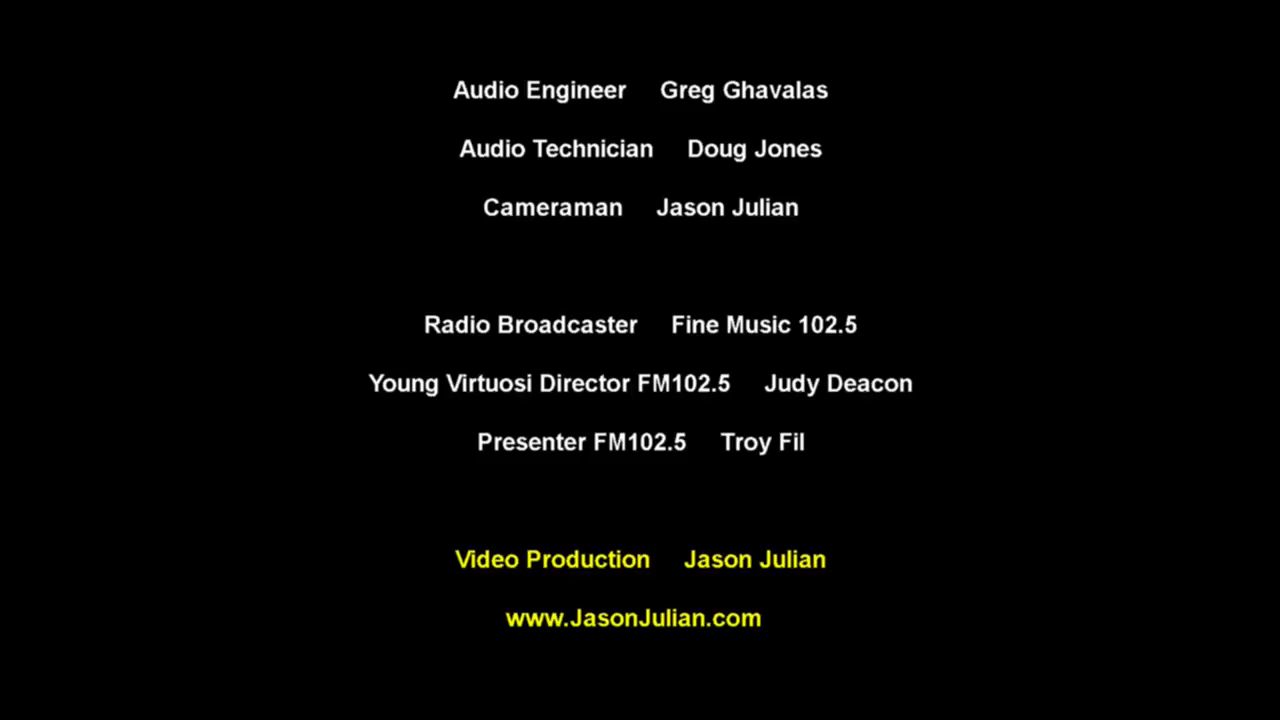 Audio Engineer Greg Ghavalas
Audio Technician Doug Jones
Cameraman Jason Julian
Radio Broadcaster Fine Music 102.5
Young Virtuosi Director FM102.5 Judy Deacon
Presenter FM102.5 Troy Fil
Video Production Jason Julian
www.JasonJulian.com